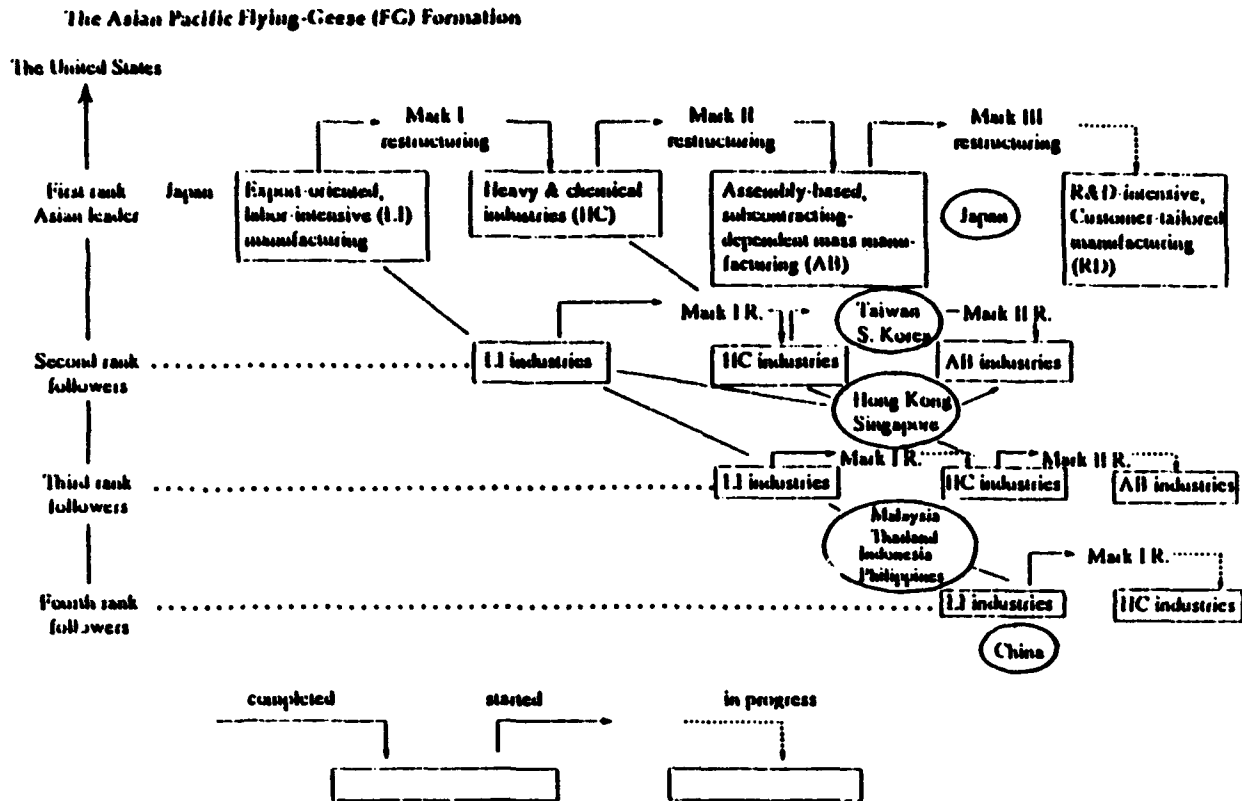 The Asian Pacific Flying-Geese (FG) Formation
The United States
Mark I
restructuring
Mark II
restructuring
Mark III
restructuring
First rank
Asian leader
Japan
Export-oriented,
labor-intensive (LI)
manufacturing
Heavy & chemical
industries (HC)
Assembly-based,
subcontracting-
dependent mass manu-
facturing (AB)
Japan
R&D-intensive,
Customer-tailored
manufacturing
(RD)
Mark I R.
Taiwan
S. Korea
Mark II R.
Second rank
followers
LI industries
HC industries
AB industries
Hong Kong
Singapore
Mark I R.
Mark II R.
Third rank
followers
LI industries
HC industries
AB industries
Malaysia
Thailand
Indonesia
Philippines
Mark I R.
Fourth rank
followers
LI industries
HC industries
China
completed
started
in progress